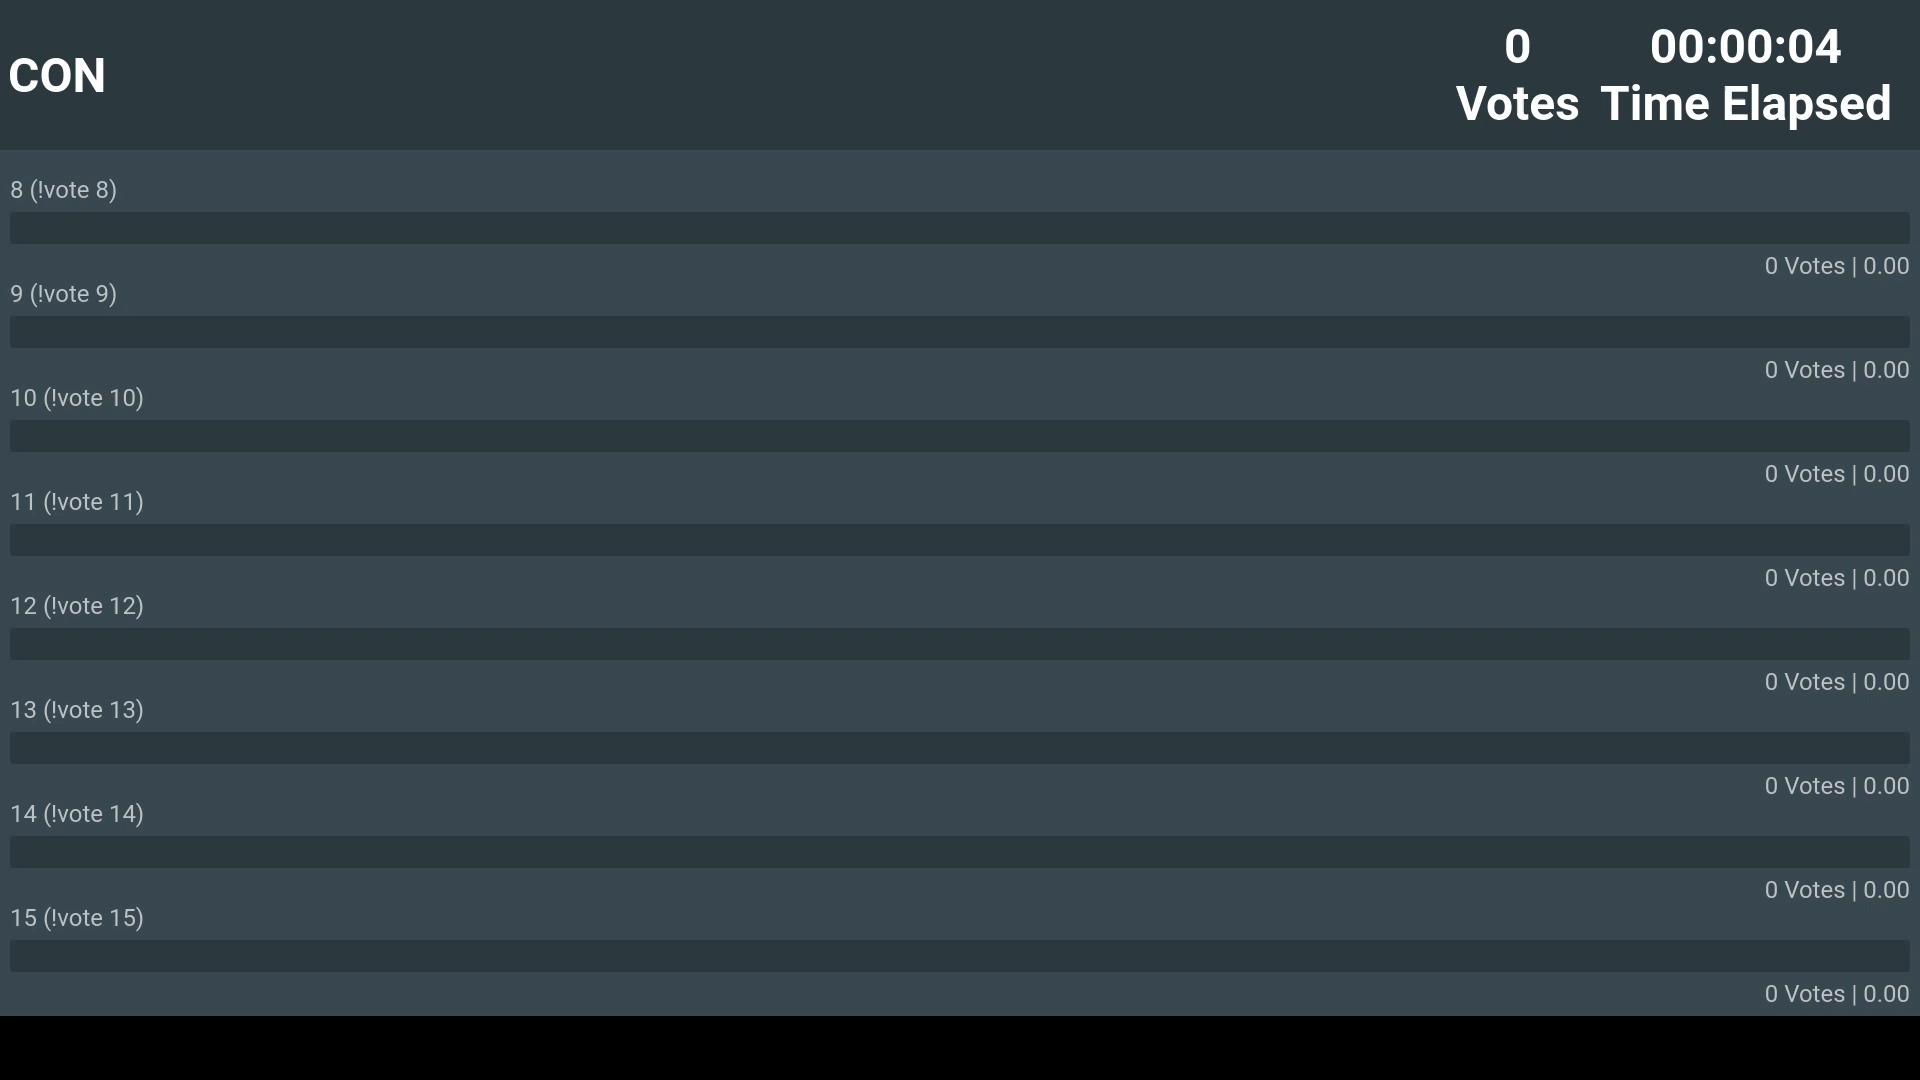 CON
0
Votes
00:00:04
Time Elapsed
8 (!vote 8)
0 Votes | 0.00
9 (!vote 9)
0 Votes | 0.00
10 (!vote 10)
0 Votes | 0.00
11 (!vote 11)
0 Votes | 0.00
12 (!vote 12)
0 Votes | 0.00
13 (!vote 13)
0 Votes | 0.00
14 (!vote 14)
0 Votes | 0.00
15 (!vote 15)
0 Votes | 0.00